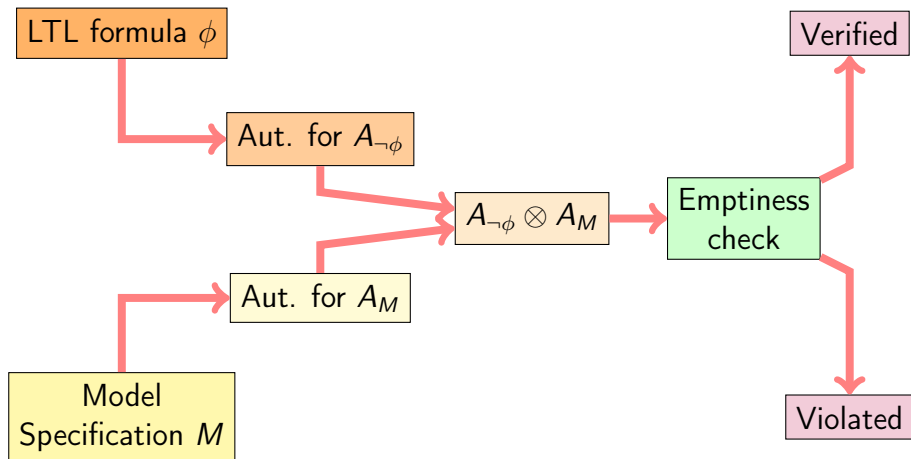 LTL formula ϕ
Verified
Aut. for A¬ϕ
A¬ϕ ⊗ AM
Emptiness
check
Aut. for AM
Model
Specification M
Violated